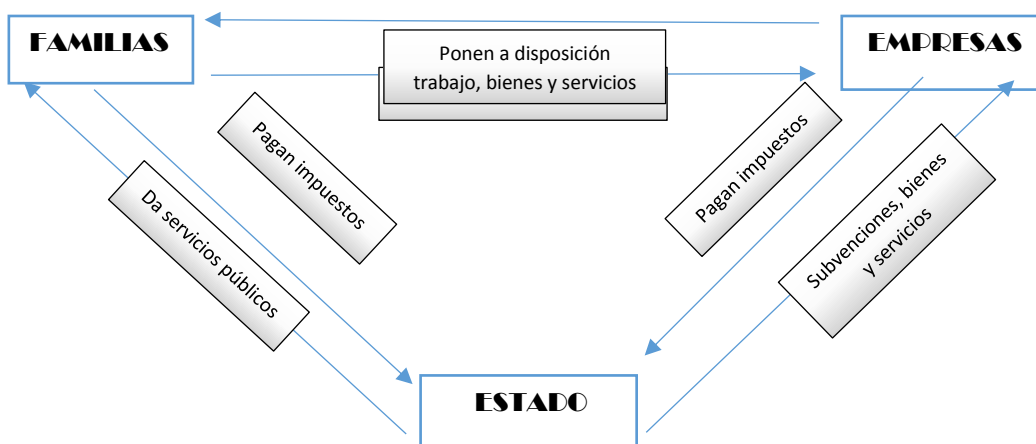 FAMILIAS
EMPRESAS
Ponen a disposición
trabajo, bienes y servicios
Pagan impuestos
Pagan impuestos
Da servicios públicos
Subvenciones, bienes
y servicios
ESTADO